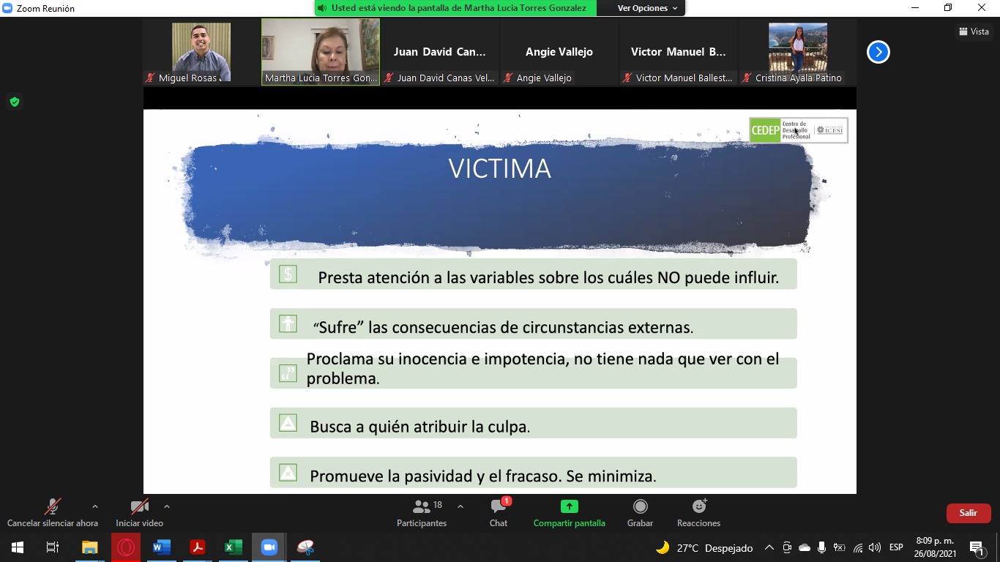 Zoom Reunión
Usted está viendo la pantalla de Martha Lucia Torres Gonzalez
Ver Opciones
Vista
Juan David Can...
Angie Vallejo
Victor Manuel B...
Miguel Rosas
Martha Lucia Torres Gon...
Juan David Canas Vel...
Angie Vallejo
Victor Manuel Ballest...
Cristina Ayala Patino
CEDEP
Centro de
Desarrollo
Profesional
ICESI
VICTIMA
$
Presta atención a las variables sobre los cuáles NO puede influir.
“Sufre” las consecuencias de circunstancias externas.
Proclama su inocencia e impotencia, no tiene nada que ver con el
problema.
Busca a quién atribuir la culpa.
Promueve la pasividad y el fracaso. Se minimiza.
18
1
Cancelar silenciar ahora
Iniciar video
Participantes
Chat
Compartir pantalla
Grabar
Reacciones
Salir
27°C Despejado
ESP
8:09 p. m.
26/08/2021
1